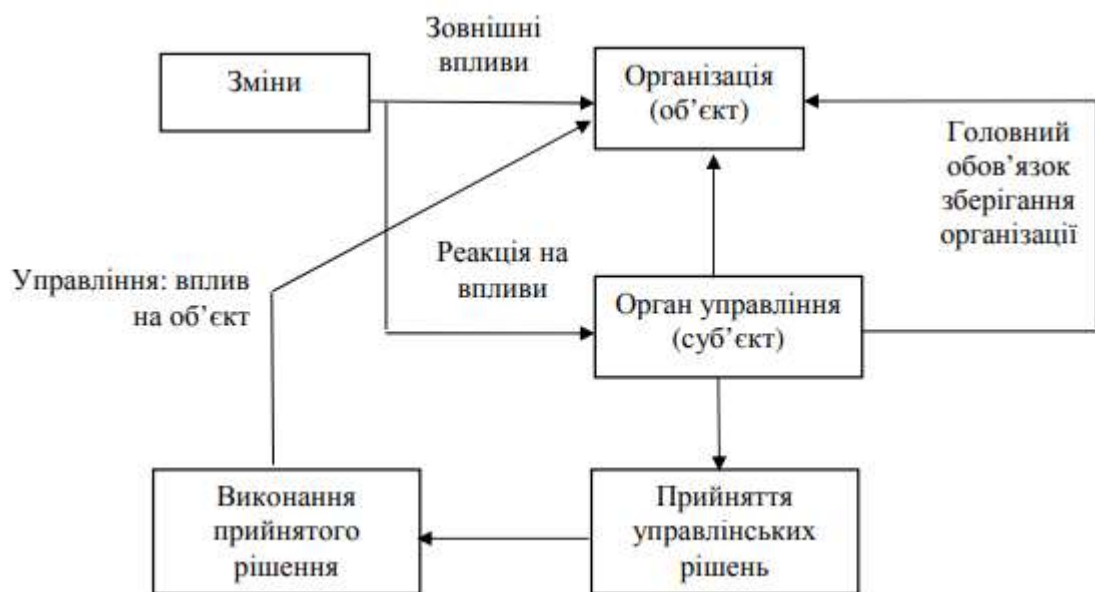 Зовнішні
впливи
Зміни
Організація
(об’єкт)
Головний
обов’язок
зберігання
організації
Реакція на
впливи
Управління: вплив
на об’єкт
Орган управління
(суб’єкт)
Виконання
прийнятого
рішення
Прийняття
управлінських
рішень